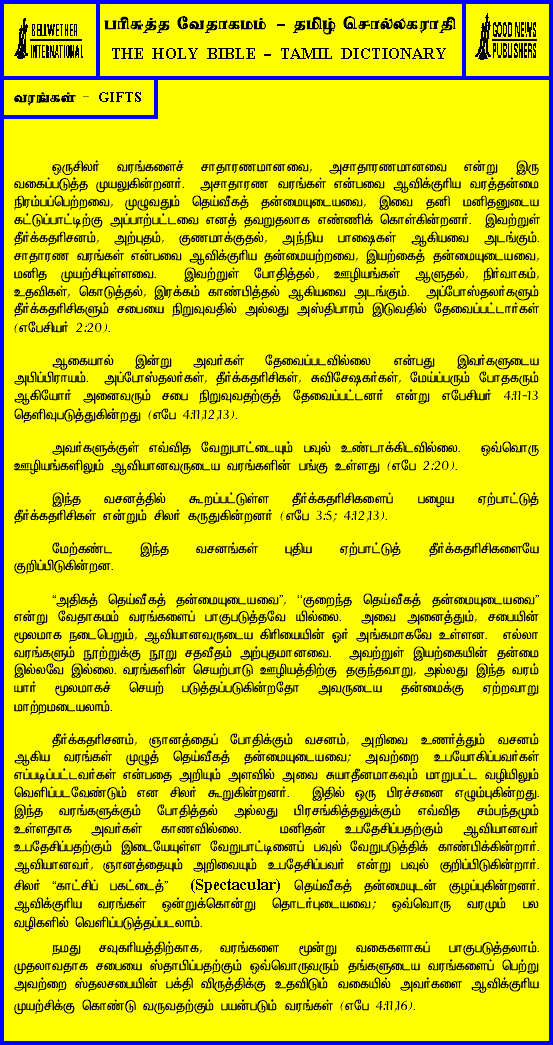 BELLWETHER
INTERNATIONAL
பரிசுத்த வேதாகமம் – தமிழ் சொல்லகராதி
THE HOLY BIBLE – TAMIL DICTIONARY
GOOD NEWS
PUBLISHERS
வரங்கள் – GIFTS
ஒருசிலர் வரங்களைச் சாதாரணமானவை, அசாதாரணமானவை என்று இரு
வகைப்படுத்த முயலுகின்றனர். அசாதாரண வரங்கள் என்பவை ஆவிக்குரிய வரத்தன்மை
நிரம்பப்பெற்றவை, முழுவதும் தெய்வீகத் தன்மையுடையவை, இவை தனி மனிதனுடைய
கட்டுப்பாட்டிற்கு அப்பாற்பட்டவை எனத் தவறுதலாக எண்ணிக் கொள்கின்றனர். இவற்றுள்
தீர்க்கதரிசனம், அற்புதம், குணமாக்குதல், அந்நிய பாஷைகள் ஆகியவை அடங்கும்.
சாதாரண வரங்கள் என்பவை ஆவிக்குரிய தன்மையற்றவை, இயற்கைத் தன்மையுடையவை,
மனித முயற்சியுள்ளவை. இவற்றுள் போதித்தல், ஊழியங்கள் ஆளுதல், நிர்வாகம்,
உதவிகள், கொடுத்தல், இரக்கம் காண்பித்தல் ஆகியவை அடங்கும். அப்போஸ்தலர்களும்
தீர்க்கதரிசிகளும் சபையை நிறுவுவதில் அல்லது அஸ்திபாரம் இடுவதில் தேவைப்பட்டார்கள்
(எபேசியர் 2:20).
ஆகையால் இன்று அவர்கள் தேவைப்படவில்லை என்பது இவர்களுடைய
அபிப்பிராயம். அப்போஸ்தலர்கள், தீர்க்கதரிசிகள், சுவிசேஷகர்கள், மேய்ப்பரும் போதகரும்
ஆகியோர் அனைவரும் சபை நிறுவுவதற்குத் தேவைப்பட்டனர் என்று எபேசியர் 4:11-13
தெளிவுபடுத்துகின்றது (எபே 4:11,12,13).
அவர்களுக்குள் எவ்வித வேறுபாட்டையும் பவுல் உண்டாக்கிடவில்லை. ஒவ்வொரு
ஊழியங்களிலும் ஆவியானவருடைய வரங்களின் பங்கு உள்ளது (எபே 2:20).
இந்த வசனத்தில் கூறப்பட்டுள்ள தீர்க்கதரிசிகளைப் பழைய ஏற்பாட்டுத்
தீர்க்கதரிசிகள் என்றும் சிலர் கருதுகின்றனர் (எபே 3:5; 4:12,13).
மேற்கண்ட இந்த வசனங்கள் புதிய ஏற்பாட்டுத் தீர்க்கதரிசிகளையே
குறிப்பிடுகின்றன.
“அதிகத் தெய்வீகத் தன்மையுடையவை”, “குறைந்த தெய்வீகத் தன்மையுடையவை”
என்று வேதாகமம் வரங்களைப் பாகுபடுத்தவே யில்லை. அவை அனைத்தும், சபையின்
மூலமாக நடைபெறும், ஆவியானவருடைய கிரியையின் ஓர் அங்கமாகவே உள்ளன. எல்லா
வரங்களும் நூற்றுக்கு நூறு சதவீதம் அற்புதமானவை. அவற்றுள் இயற்கையின் தன்மை
இல்லவே இல்லை. வரங்களின் செயற்பாடு ஊழியத்திற்கு தகுந்தவாறு, அல்லது இந்த வரம்
யார் மூலமாகச் செயற் படுத்தப்படுகின்றதோ அவருடைய தன்மைக்கு ஏற்றவாறு
மாற்றமடையலாம்.
தீர்க்கதரிசனம், ஞானத்தைப் போதிக்கும் வசனம், அறிவை உணர்த்தும் வசனம்
ஆகிய வரங்கள் முழுத் தெய்வீகத் தன்மையுடையவை; அவற்றை உபயோகிப்பவர்கள்
எப்படிப்பட்டவர்கள் என்பதை அறியும் அளவில் அவை சுயாதீனமாகவும் மாறுபட்ட வழியிலும்
வெளிப்படவேண்டும் என சிலர் கூறுகின்றனர். இதில் ஒரு பிரச்சனை எழும்புகின்றது.
இந்த வரங்களுக்கும் போதித்தல் அல்லது பிரசங்கித்தலுக்கும் எவ்வித சம்பந்தமும்
உள்ளதாக அவர்கள் காணவில்லை. மனிதன் உபதேசிப்பதற்கும் ஆவியானவர்
உபதேசிப்பதற்கும் இடையேயுள்ள வேறுபாட்டினைப் பவுல் வேறுபடுத்திக் காண்பிக்கின்றார்.
ஆவியானவர், ஞானத்தையும் அறிவையும் உபதேசிப்பவர் என்று பவுல் குறிப்பிடுகின்றார்.
சிலர் “காட்சிப் பகட்டைத்” (Spectacular) தெய்வீகத் தன்மையுடன் குழப்புகின்றனர்.
ஆவிக்குரிய வரங்கள் ஒன்றுக்கொன்று தொடர்புடையவை; ஒவ்வொரு வரமும் பல
வழிகளில் வெளிப்படுத்தப்படலாம்.
நமது சவுகரியத்திற்காக, வரங்களை மூன்று வகைகளாகப் பாகுபடுத்தலாம்.
முதலாவதாக சபையை ஸ்தாபிப்பதற்கும் ஒவ்வொருவரும் தங்களுடைய வரங்களைப் பெற்று
அவற்றை ஸ்தலசபையின் பக்தி விருத்திக்கு உதவிடும் வகையில் அவர்களை ஆவிக்குரிய
முயற்சிக்கு கொண்டு வருவதற்கும் பயன்படும் வரங்கள் (எபே 4:11,16).